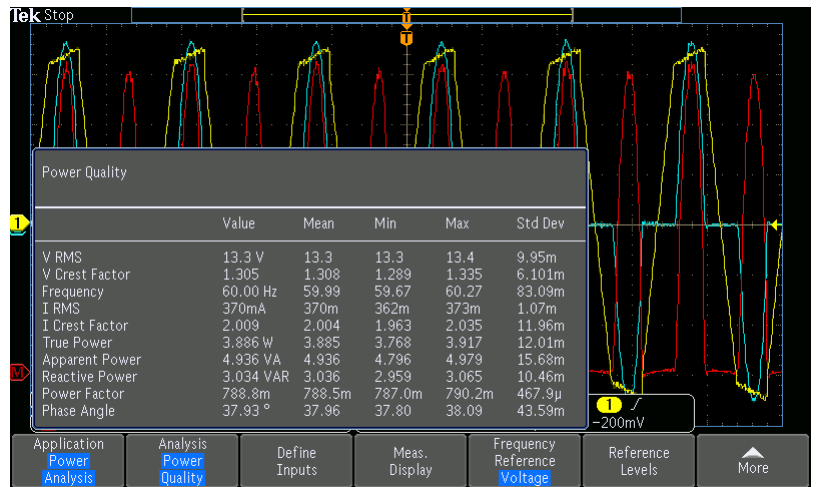 Tek Stop
T
T
Power Quality
1
Value Mean Min Max Std Dev
V RMS 13.3 V 13.3 13.3 13.4 9.95m
V Crest Factor 1.305 1.308 1.289 1.335 6.101m
Frequency 60.00 Hz 59.99 59.67 60.27 83.09m
I RMS 370mA 370m 362m 373m 1.07m
I Crest Factor 2.009 2.004 1.963 2.035 11.96m
True Power 3.886 W 3.885 3.768 3.917 12.01m
Apparent Power 4.936 VA 4.936 4.796 4.979 15.68m
M
Reactive Power 3.034 VAR 3.036 2.959 3.065 10.46m
Power Factor 788.8m 788.5m 787.0m 790.2m 467.9µ
Phase Angle 37.93 ° 37.96 37.80 38.09 43.59m
1
-200mV
Application Power Analysis
Analysis Power Quality
Define Inputs
Meas. Display
Frequency Reference Voltage
Reference Levels
More